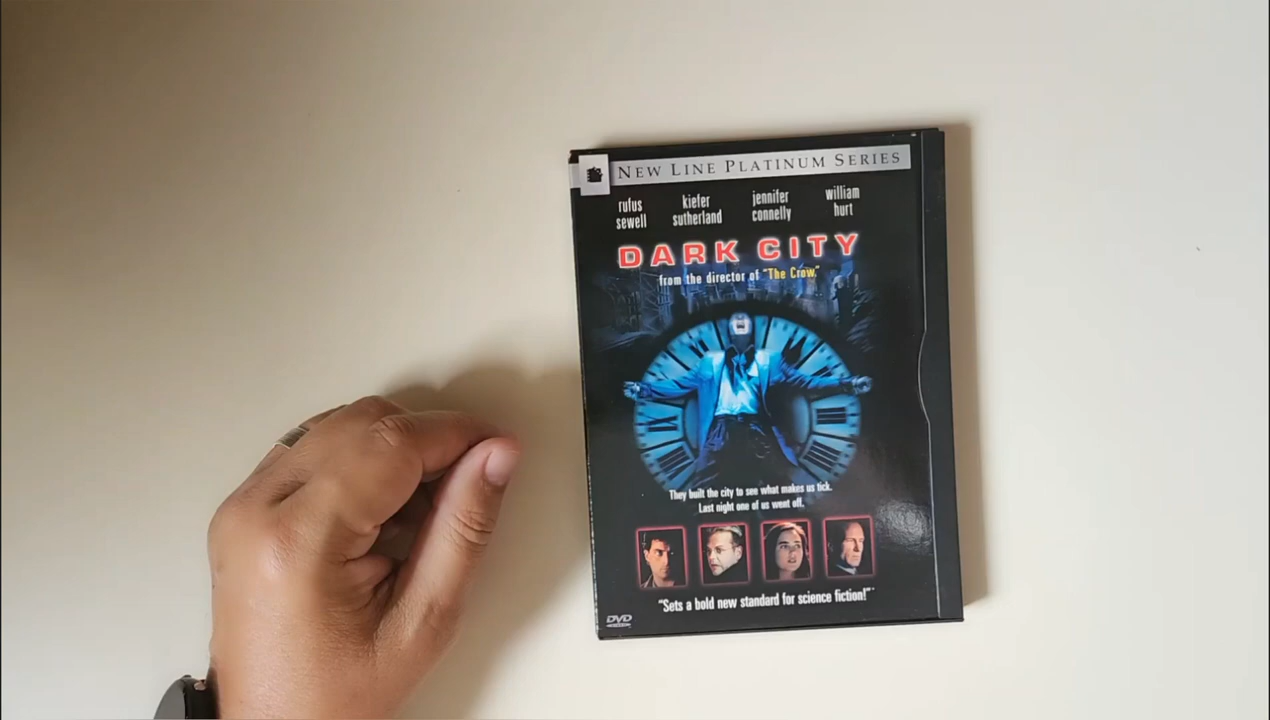 NEW LINE PLATINUM SERIES
rufus sewell
kiefer sutherland
jennifer connelly
william hurt
DARK CITY
from the director of "The Crow."
They built the city to see what makes us tick.
Last night one of us went off.
"Sets a bold new standard for science fiction!"
DVD